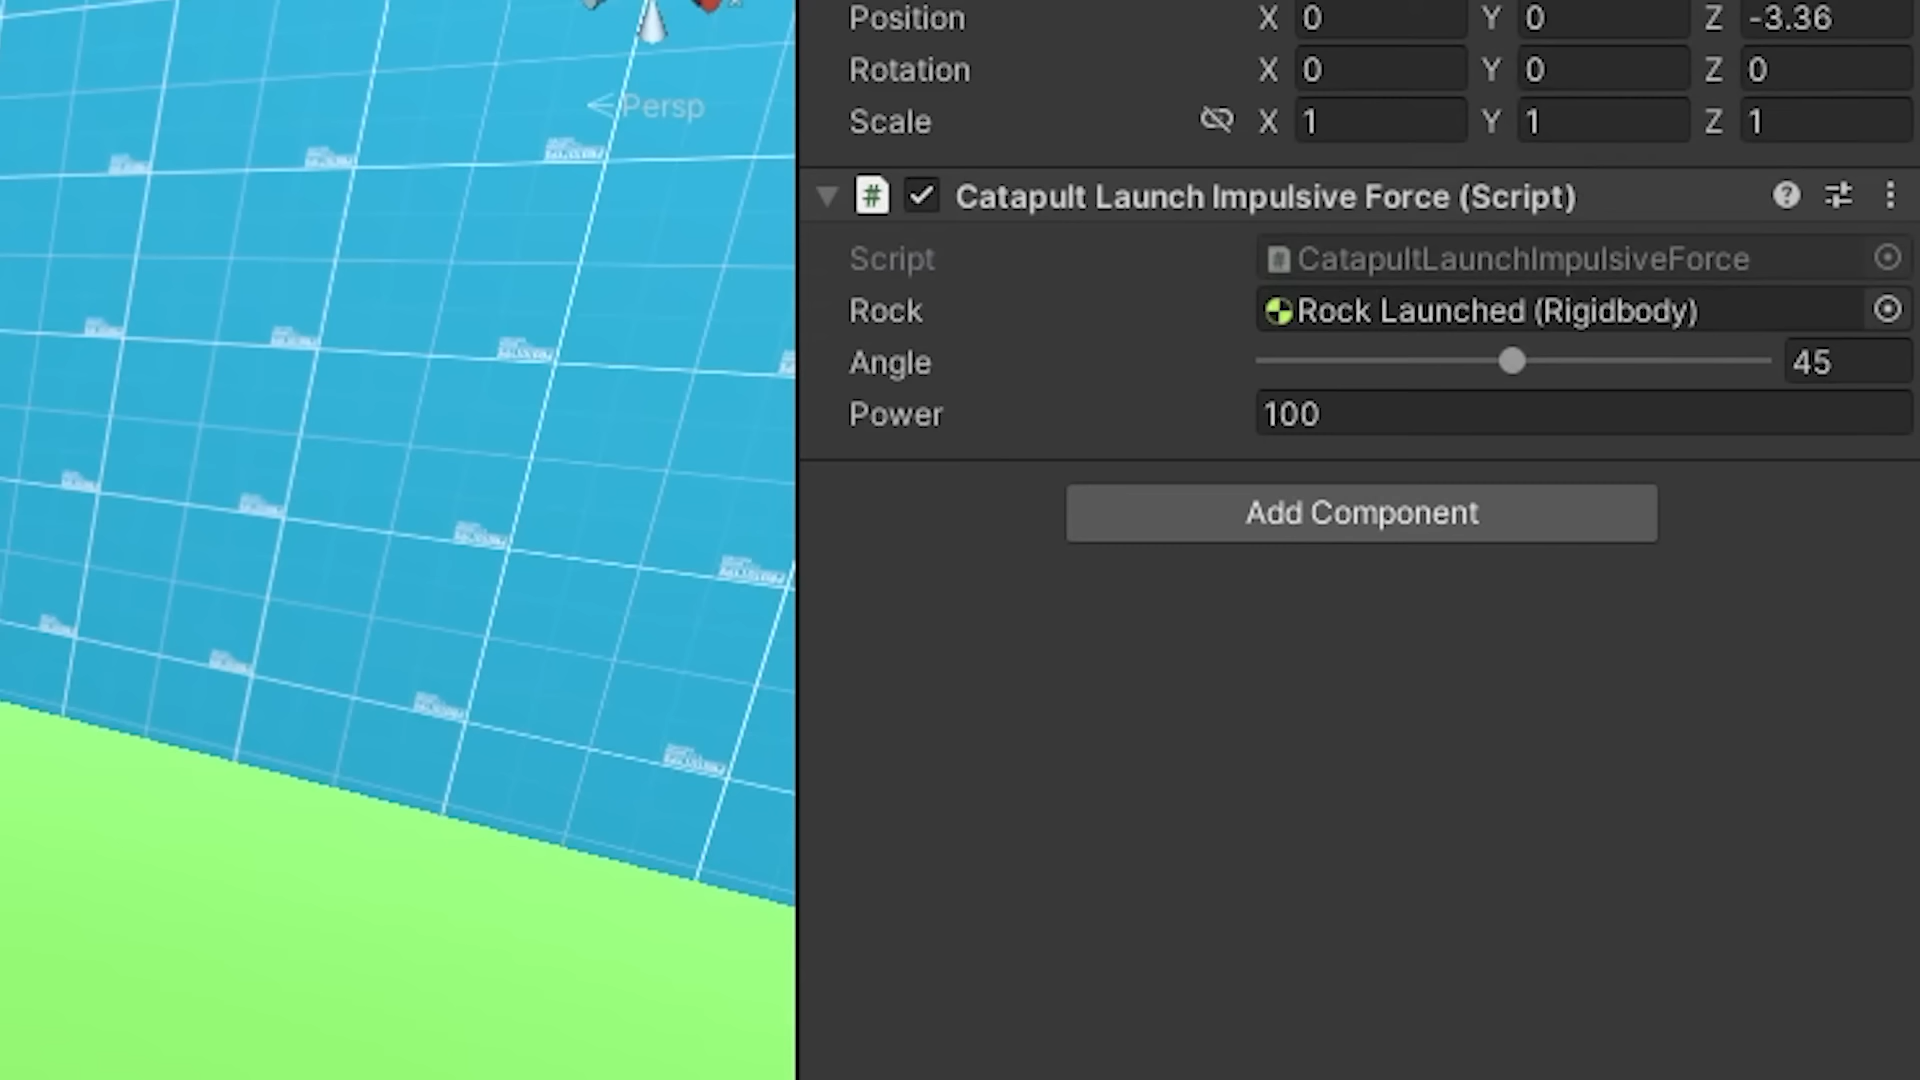 Position X 0 Y 0 Z -3.36
Rotation X 0 Y 0 Z 0
Persp
Scale X 1 Y 1 Z 1
# Catapult Launch Impulsive Force (Script)
Script # CatapultLaunchImpulsiveForce
Rock Rock Launched (Rigidbody)
Angle 45
Power 100
Add Component